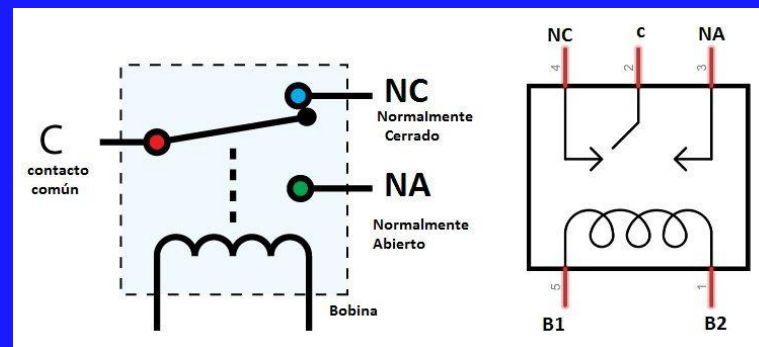 C
contacto
común
NC
Normalmente
Cerrado
NA
Normalmente
Abierto
Bobina
NC
c
NA
4
2
3
5
1
B1
B2